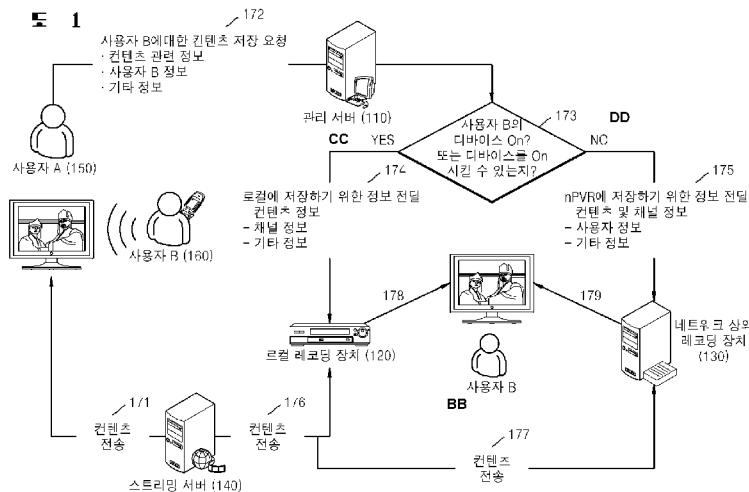 도 1
172
사용자 B에대한 컨텐츠 저장 요청
· 컨텐츠 관련 정보
· 사용자 B 정보
· 기타 정보
관리 서버 (110)
사용자 A (150)
173
사용자 B의
디바이스 On?
또는 디바이스를 On
시킬 수 있는지?
CC
YES
DD
NO
174
로컬에 저장하기 위한 정보 전달
컨텐츠 정보
– 채널 정보
– 기타 정보
175
nPVR에 저장하기 위한 정보 전달
컨텐츠 및 채널 정보
– 사용자 정보
– 기타 정보
사용자 B (160)
178
179
로컬 레코딩 장치 (120)
네트워크 상의
레코딩 장치
(130)
사용자 B
BB
171
컨텐츠
전송
176
컨텐츠
전송
177
컨텐츠
전송
스트리밍 서버 (140)